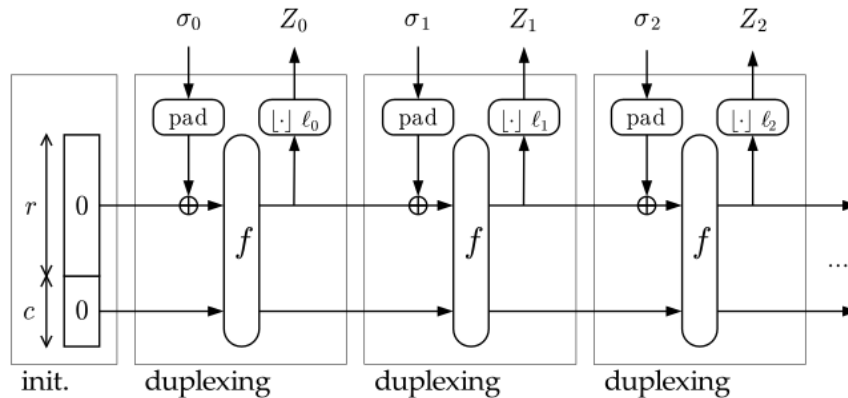 σ₀ Z₀ σ₁ Z₁ σ₂ Z₂
pad ⌊·⌋ ℓ₀ pad ⌊·⌋ ℓ₁ pad ⌊·⌋ ℓ₂
r 0
f f f
...
c 0
init. duplexing duplexing duplexing